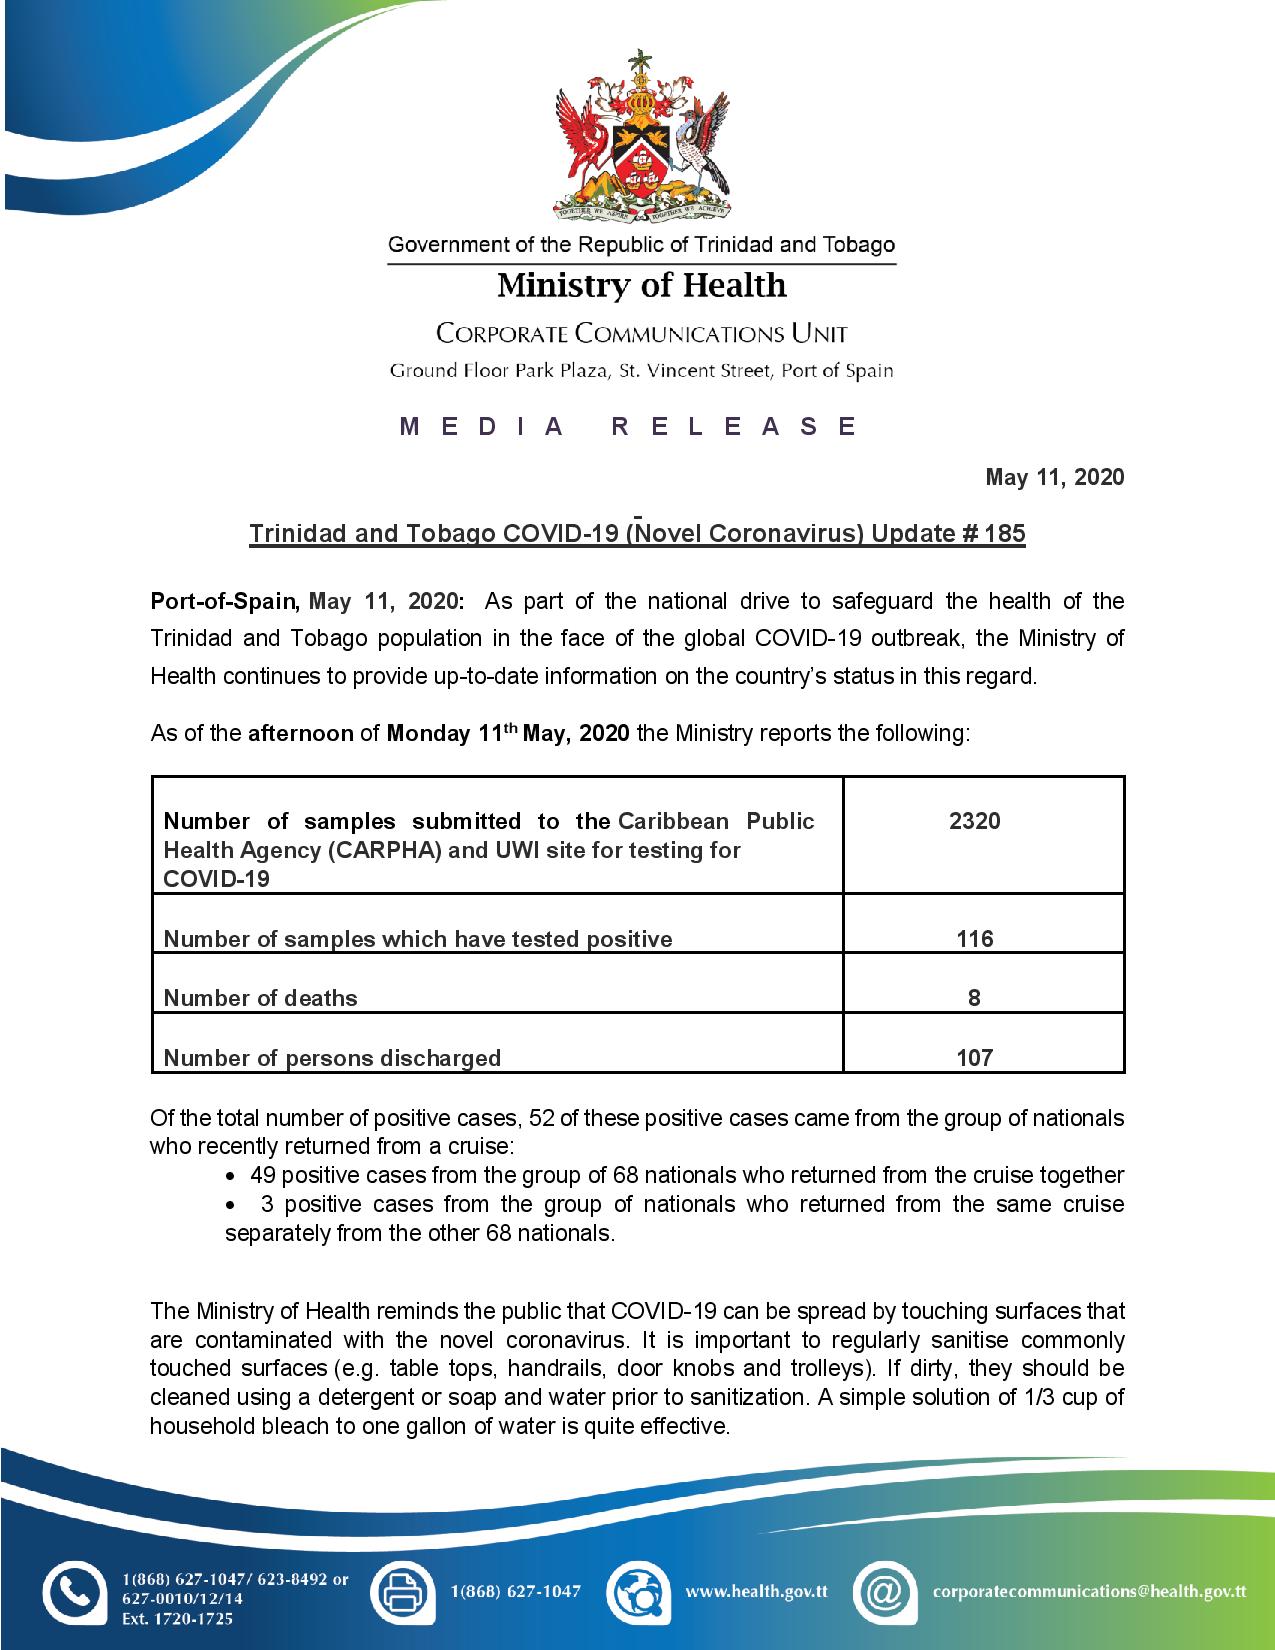 TOGETHER WE ASPIRE TOGETHER WE ACHIEVE
Government of the Republic of Trinidad and Tobago
Ministry of Health
CORPORATE COMMUNICATIONS UNIT
Ground Floor Park Plaza, St. Vincent Street, Port of Spain
MEDIA RELEASE
May 11, 2020
Trinidad and Tobago COVID-19 (Novel Coronavirus) Update # 185
Port-of-Spain, May 11, 2020: As part of the national drive to safeguard the health of the
Trinidad and Tobago population in the face of the global COVID-19 outbreak, the Ministry of
Health continues to provide up-to-date information on the country's status in this regard.
As of the afternoon of Monday 11th May, 2020 the Ministry reports the following:
Number of samples submitted to the Caribbean Public 2320
Health Agency (CARPHA) and UWI site for testing for
COVID-19
Number of samples which have tested positive 116
Number of deaths 8
Number of persons discharged 107
Of the total number of positive cases, 52 of these positive cases came from the group of nationals
who recently returned from a cruise:
• 49 positive cases from the group of 68 nationals who returned from the cruise together
• 3 positive cases from the group of nationals who returned from the same cruise
separately from the other 68 nationals.
The Ministry of Health reminds the public that COVID-19 can be spread by touching surfaces that
are contaminated with the novel coronavirus. It is important to regularly sanitise commonly
touched surfaces (e.g. table tops, handrails, door knobs and trolleys). If dirty, they should be
cleaned using a detergent or soap and water prior to sanitization. A simple solution of 1/3 cup of
household bleach to one gallon of water is quite effective.
1(868) 627-1047/ 623-8492 or
627-0010/12/14
Ext. 1720-1725
1(868) 627-1047
www.health.gov.tt
corporatecommunications@health.gov.tt